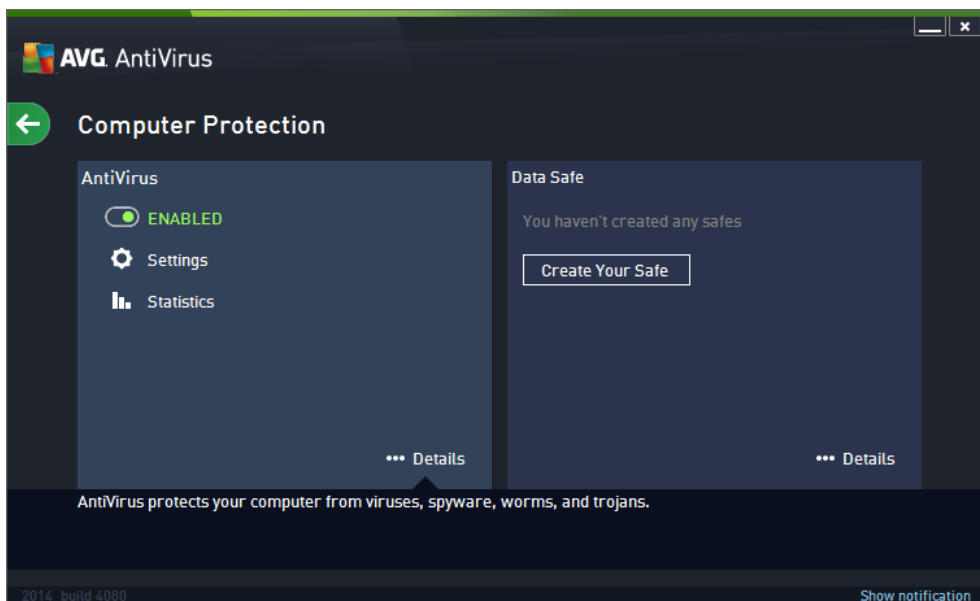 AVG. AntiVirus
Computer Protection
AntiVirus
ENABLED
Settings
Statistics
••• Details
Data Safe
You haven't created any safes
Create Your Safe
••• Details
AntiVirus protects your computer from viruses, spyware, worms, and trojans.
2014 build 4080
Show notification